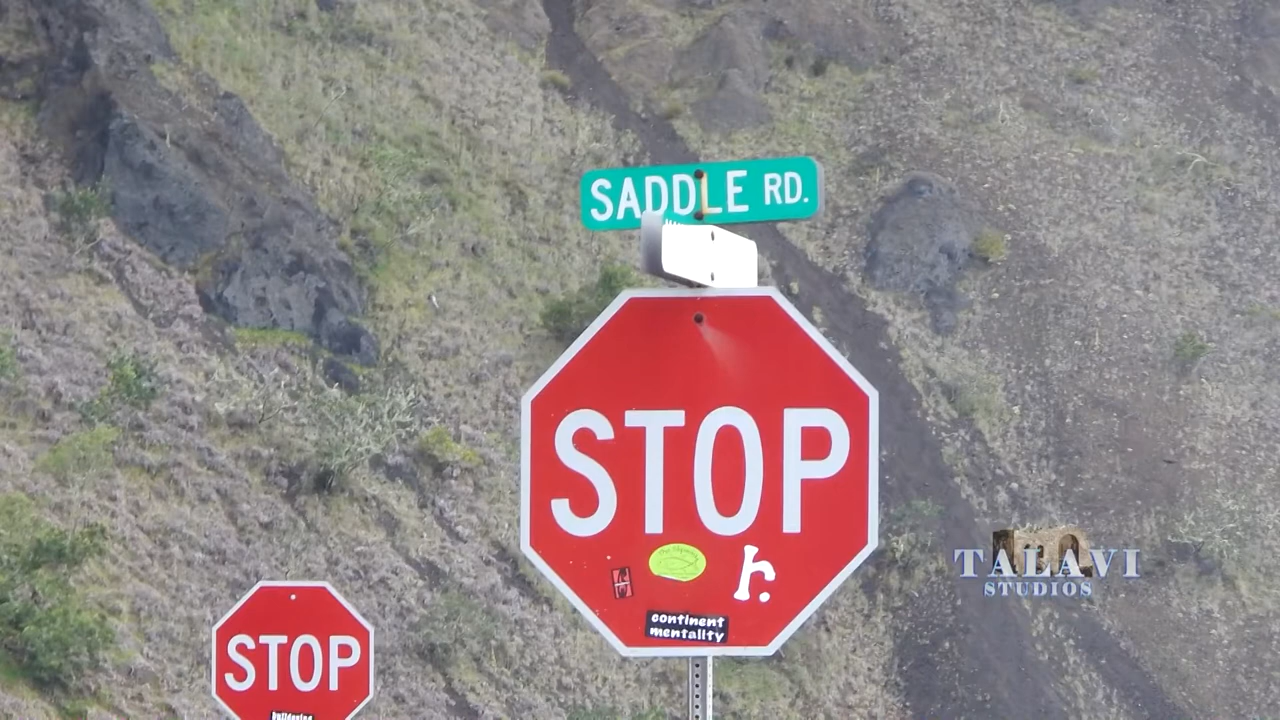 SADDLE RD.
STOP
r.
continent
mentality
STOP
TALAVI
STUDIOS